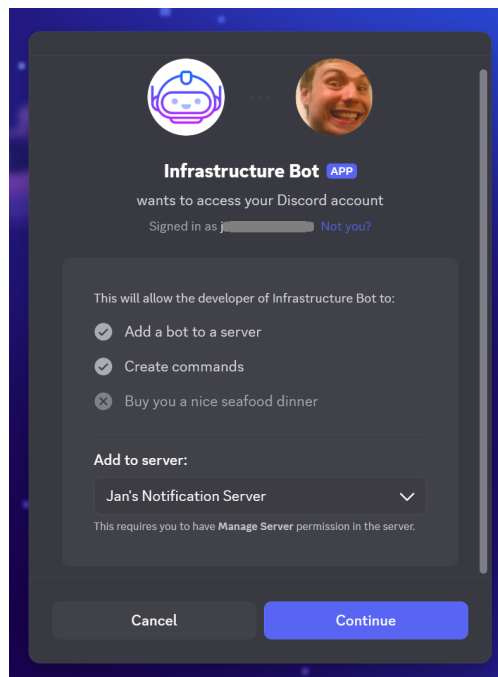 Infrastructure Bot APP
wants to access your Discord account
Signed in as j Not you?
This will allow the developer of Infrastructure Bot to:
Add a bot to a server
Create commands
Buy you a nice seafood dinner
Add to server:
Jan's Notification Server
This requires you to have Manage Server permission in the server.
Cancel Continue